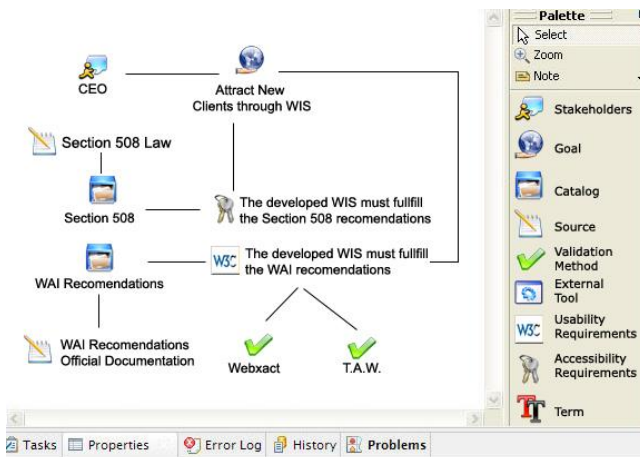 Palette
Select
Zoom
Note
Stakeholders
Goal
Catalog
Source
Validation
Method
External
Tool
W3C
Usability
Requirements
Accessibility
Requirements
Term
CEO
Attract New
Clients through WIS
Section 508 Law
Section 508
The developed WIS must fullfill
the Section 508 recomendations
WAI Recomendations
W3C
The developed WIS must fullfill
the WAI recomendations
WAI Recomendations
Official Documentation
Webxact
T.A.W.
Tasks
Properties
Error Log
History
Problems